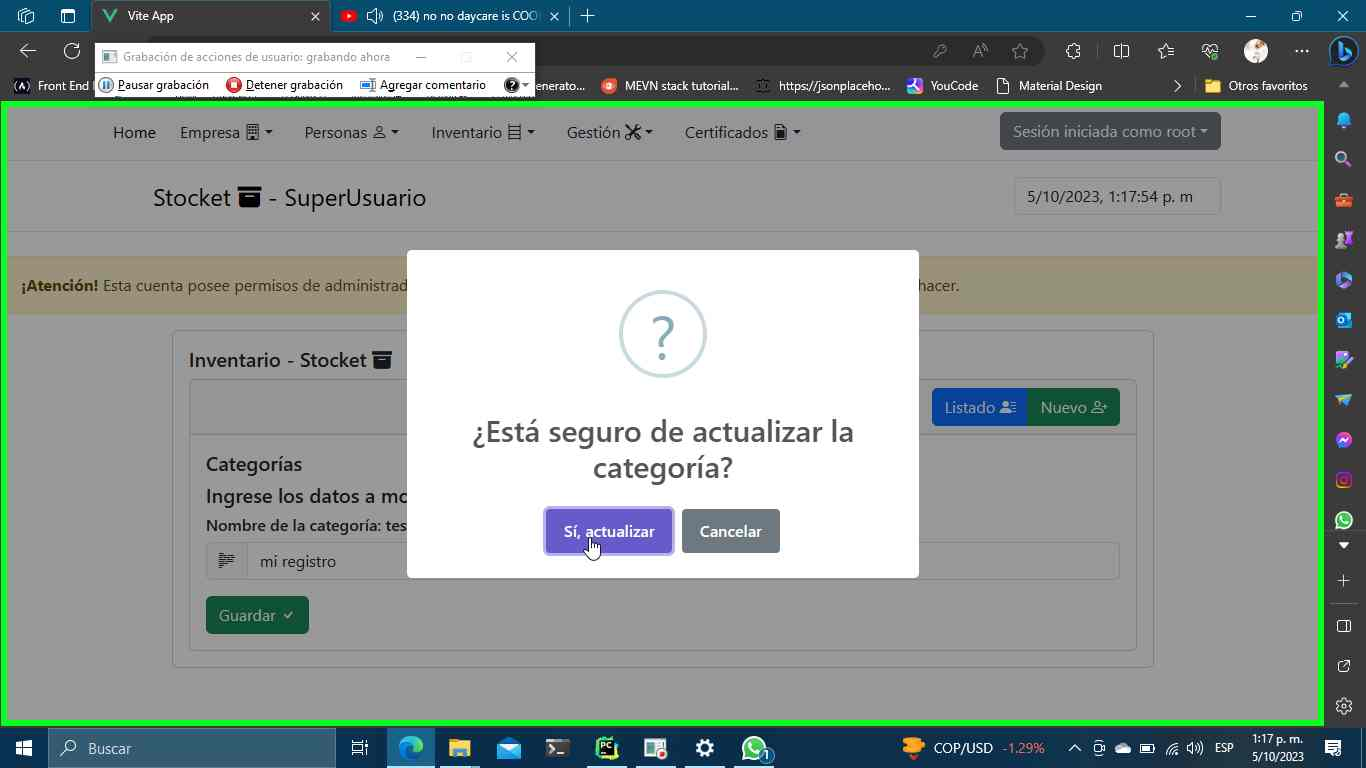 Vite App
(334) no no daycare is COO
Grabación de acciones de usuario: grabando ahora
Pausar grabación
Detener grabación
Agregar comentario
Front End
enerato...
MEVN stack tutorial...
https://jsonplaceho...
YouCode
Material Design
Otros favoritos
Home
Empresa
Personas
Inventario
Gestión
Certificados
Sesión iniciada como root
Stocket - SuperUsuario
5/10/2023, 1:17:54 p. m
¡Atención! Esta cuenta posee permisos de administrad
hacer.
Inventario - Stocket
Listado
Nuevo
?
¿Está seguro de actualizar la
categoría?
Sí, actualizar
Cancelar
Categorías
Ingrese los datos a mo
Nombre de la categoría: tes
mi registro
Guardar
Buscar
COP/USD -1.29%
ESP
1:17 p. m.
5/10/2023